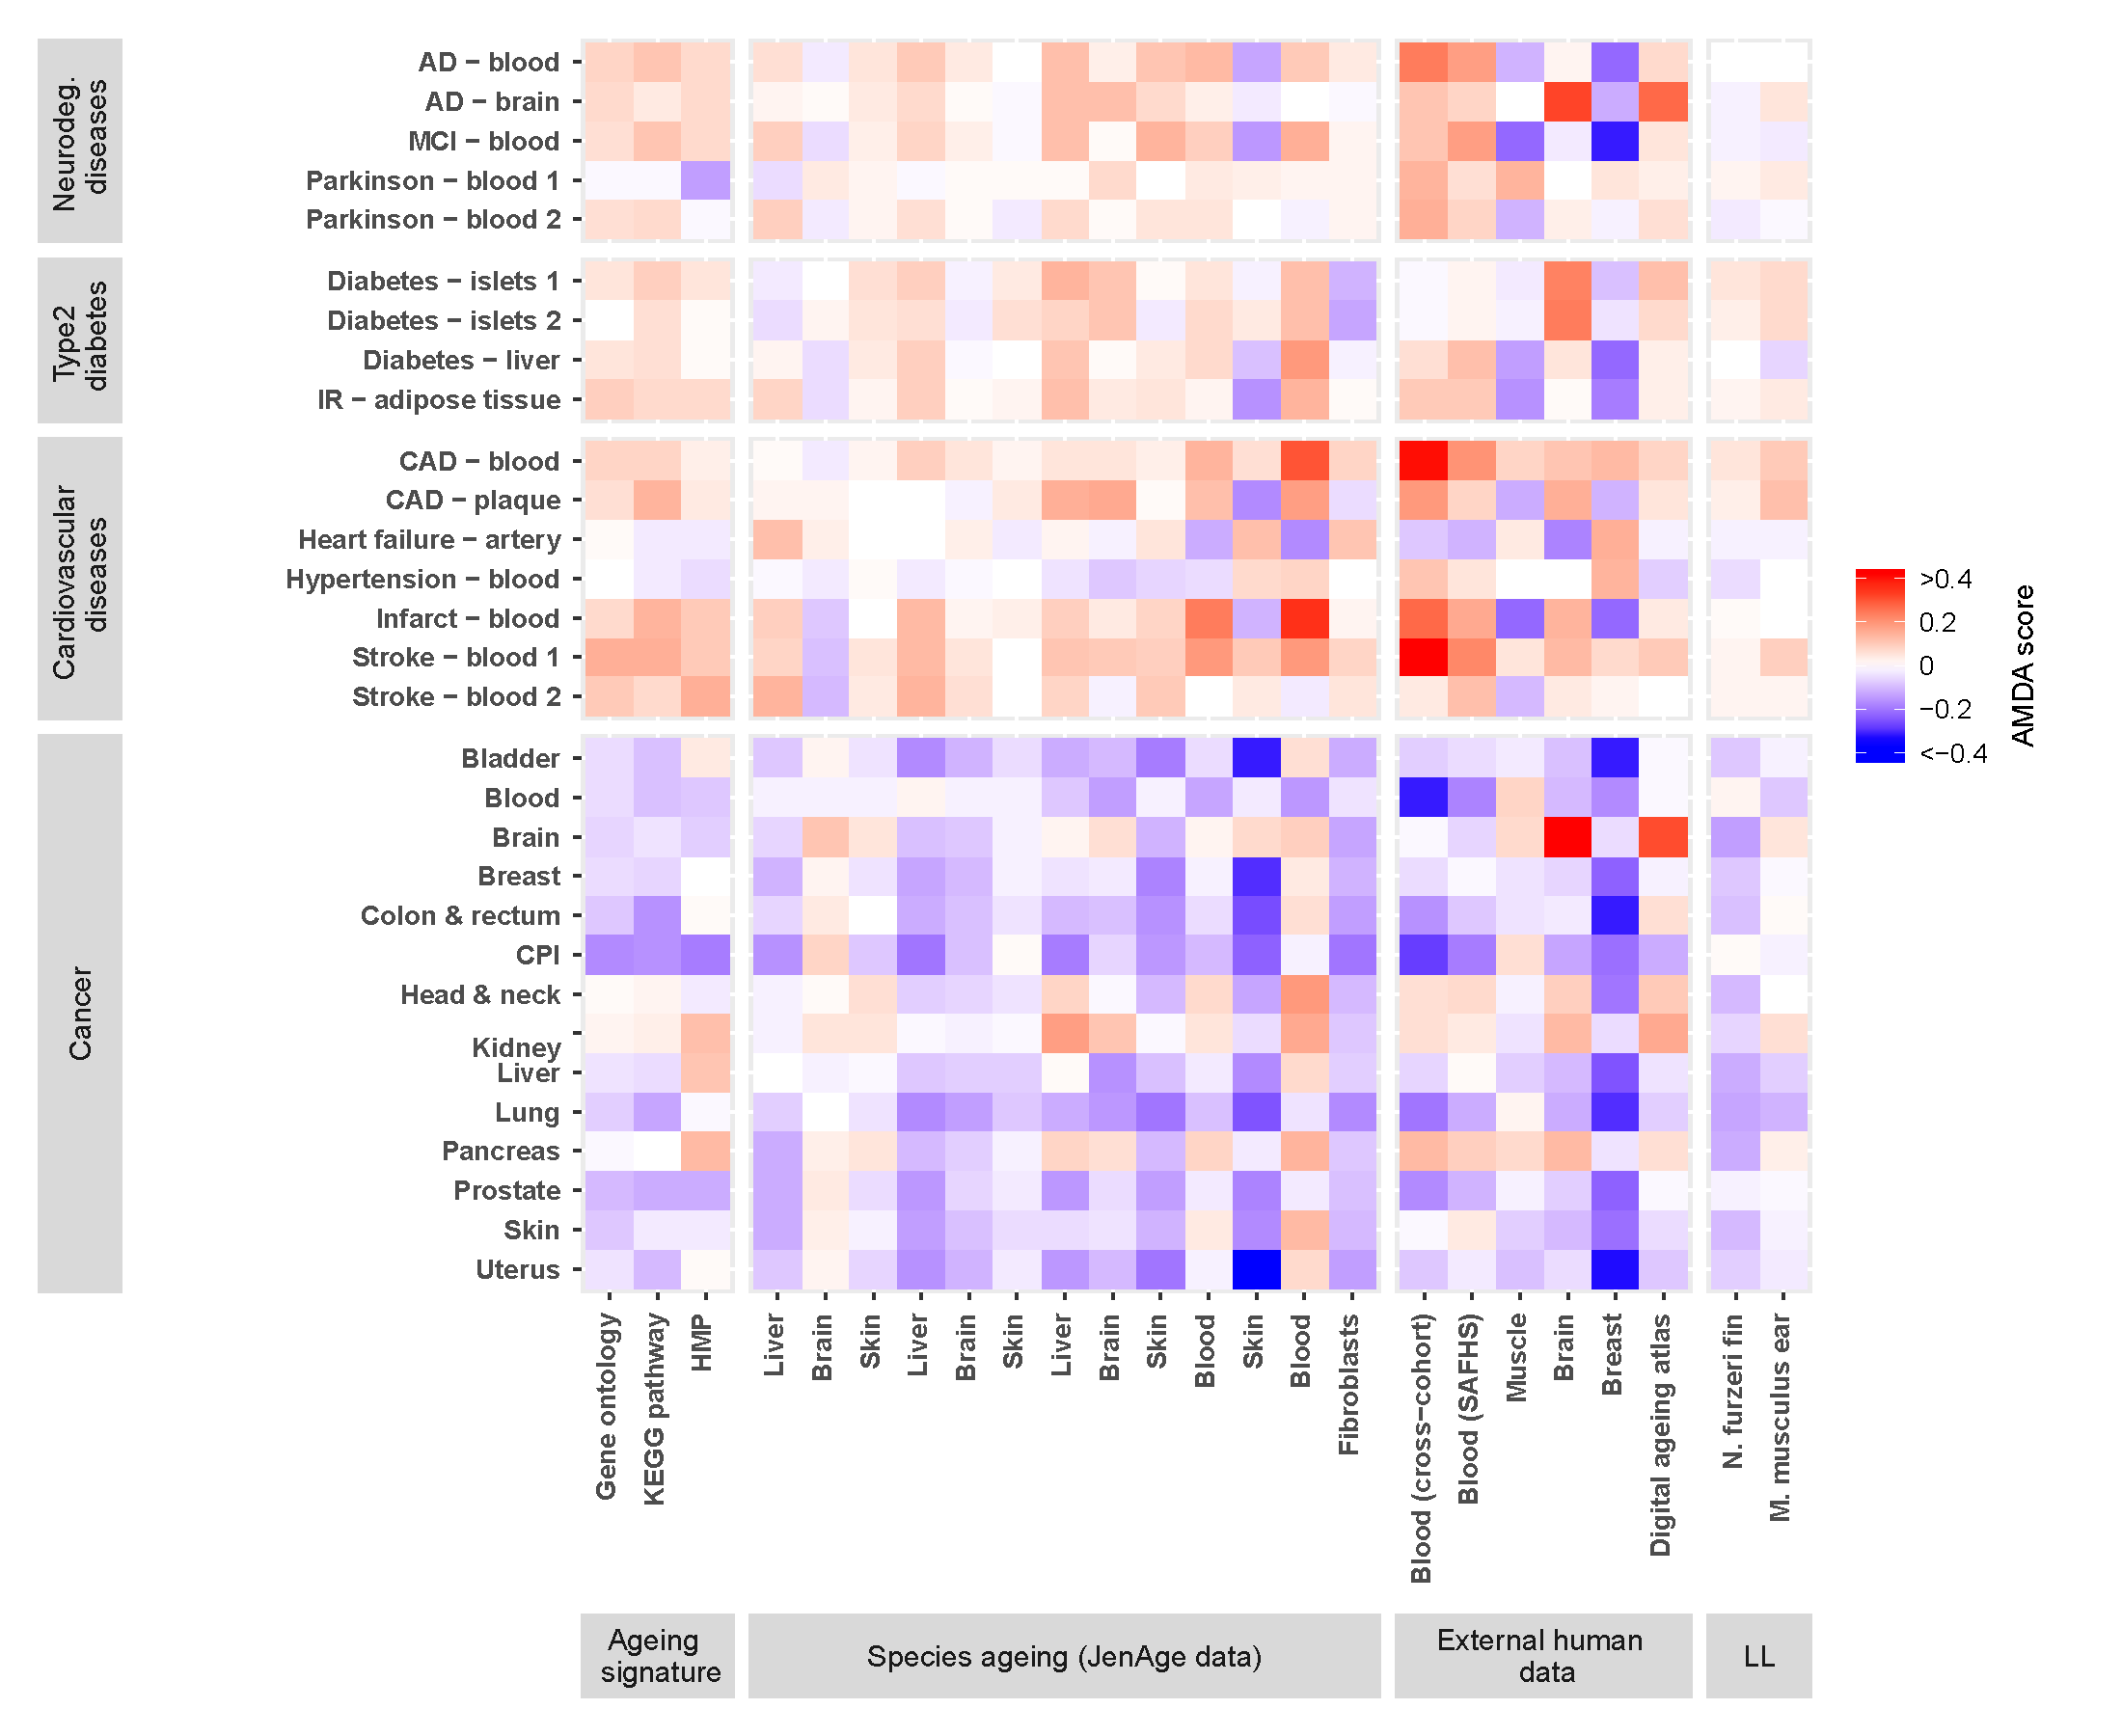 Neurodeg.
diseases
AD − blood
AD − brain
MCI − blood
Parkinson − blood 1
Parkinson − blood 2
Type2
diabetes
Diabetes − islets 1
Diabetes − islets 2
Diabetes − liver
IR − adipose tissue
Cardiovascular
diseases
CAD − blood
CAD − plaque
Heart failure − artery
Hypertension − blood
Infarct − blood
Stroke − blood 1
Stroke − blood 2
Cancer
Bladder
Blood
Brain
Breast
Colon & rectum
CPI
Head & neck
Kidney
Liver
Lung
Pancreas
Prostate
Skin
Uterus
>0.4
0.2
0
−0.2
<−0.4
AMDA score
Gene ontology
KEGG pathway
HMP
Liver
Brain
Skin
Liver
Brain
Skin
Liver
Brain
Skin
Blood
Skin
Blood
Fibroblasts
Blood (cross−cohort)
Blood (SAFHS)
Muscle
Brain
Breast
Digital ageing atlas
N. furzeri fin
M. musculus ear
Ageing
signature
Species ageing (JenAge data)
External human
data
LL